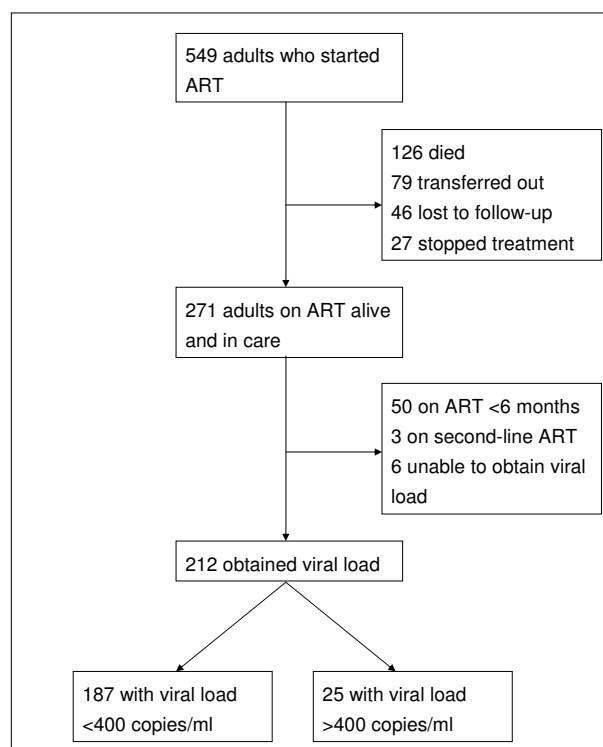 549 adults who started
ART
126 died
79 transferred out
46 lost to follow-up
27 stopped treatment
271 adults on ART alive
and in care
50 on ART <6 months
3 on second-line ART
6 unable to obtain viral
load
212 obtained viral load
187 with viral load
<400 copies/ml
25 with viral load
>400 copies/ml